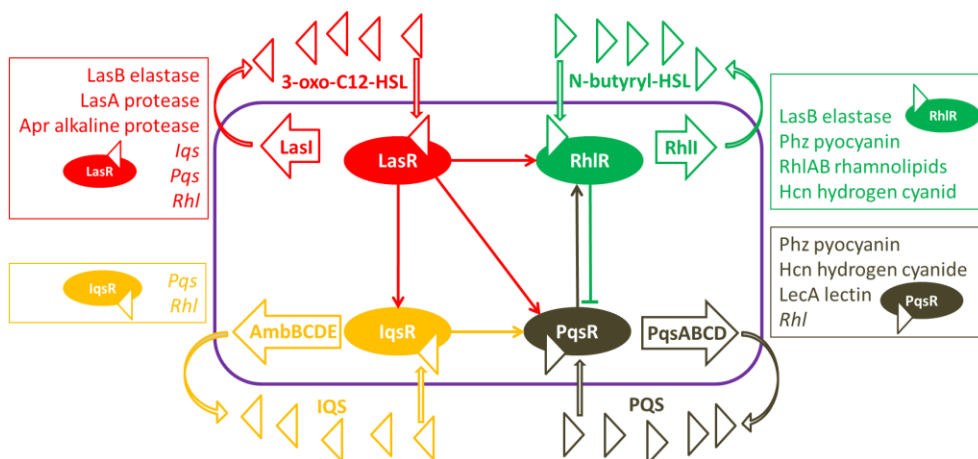 3-oxo-C12-HSL
N-butyryl-HSL
LasB elastase
LasA protease
Apr alkaline protease
Iqs
Pqs
Rhl
LasR
LasI
LasR
RhlR
RhlI
LasB elastase
RhlR
Phz pyocyanin
RhlAB rhamnolipids
Hcn hydrogen cyanid
IqsR
Pqs
Rhl
AmbBCDE
IqsR
PqsR
PqsABCD
Phz pyocyanin
Hcn hydrogen cyanide
LecA lectin
Rhl
PqsR
IQS
PQS